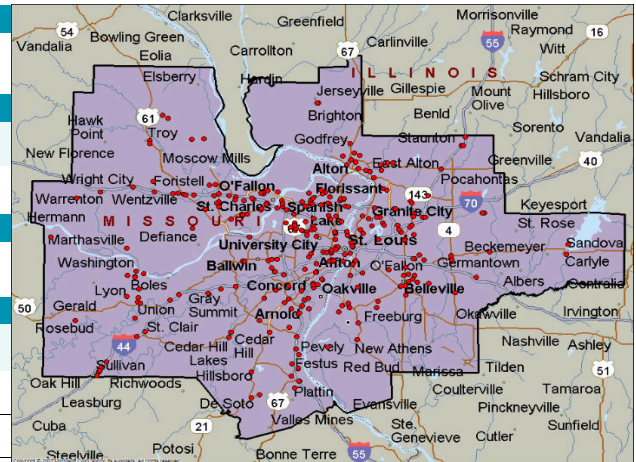 Clarksville
Greenfield
Morrisonville
54
Bowling Green
Raymond
16
Vandalia
Eolia
Carrollton
67
Carlinville
55
Witt
Elsberry
Hardin
ILLINOIS
Schram City
Jerseyville
Gillespie
Mount
Olive
Hillsboro
Hawk
Point
61
Troy
Brighton
Benld
Sorento
Godfrey
Staunton
Vandalia
New Florence
Moscow Mills
Alton
East Alton
Greenville
40
Wright City
Foristell
O'Fallon
Florissant
Pocahontas
Warrenton
Wentzville
St. Charles
Spanish
Lake
143
70
Keyesport
Hermann
MISSOU
Granite City
St. Rose
Marthasville
Defiance
University City
St. Louis
4
Beckemeyer
Sandova
Washington
Ballwin
Affton
O'Fallon
Germantown
Carlyle
Lyon
Boles
Concord
Oakville
Belleville
Albers
Centralia
50
Gerald
Union
Gray
Summit
Arnold
Freeburg
Okawville
Irvington
Rosebud
St. Clair
44
Cedar Hill
Lakes
Cedar
Hill
Pevely
New Athens
Nashville
Ashley
Sullivan
Hillsboro
Festus
Red Bud
Marissa
Tilden
51
Oak Hill
Richwoods
Plattin
Coulterville
Tamaroa
Leasburg
De Soto
67
Evansville
Pinckneyville
Cuba
21
Valles Mines
Ste.
Genevieve
Cutler
Sunfield
Steelville
Potosi
Bonne Terre
55